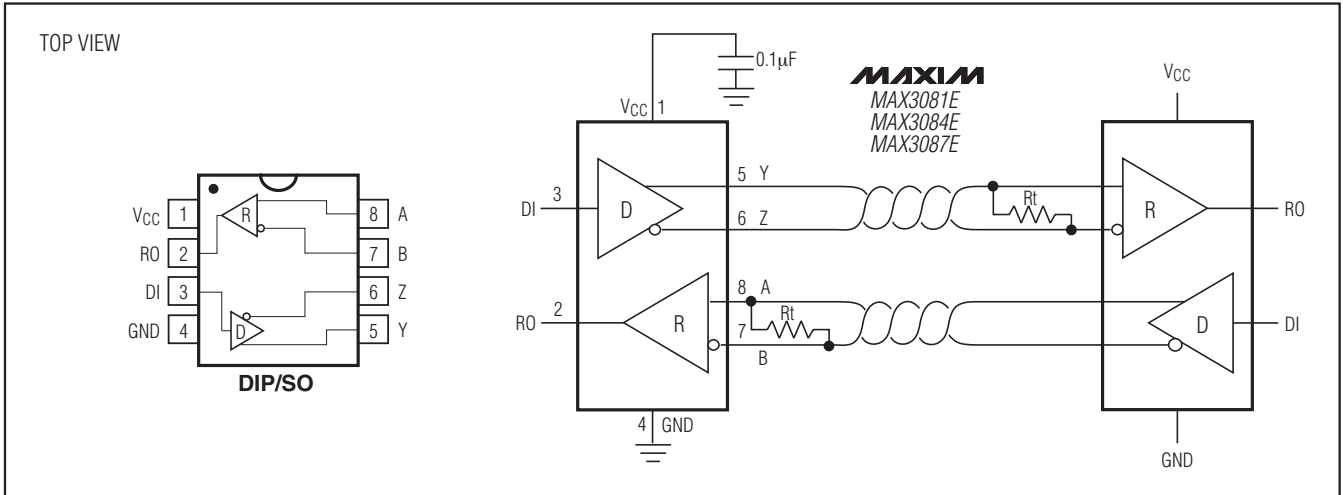 TOP VIEW
VCC 1
RO 2
DI 3
GND 4
8 A
7 B
6 Z
5 Y
R
D
DIP/SO
0.1µF
VCC 1
MAXIM
MAX3081E
MAX3084E
MAX3087E
VCC
DI 3
D
5 Y
6 Z
Rt
R
RO
RO 2
R
8 A
7
B
Rt
D
DI
4 GND
GND